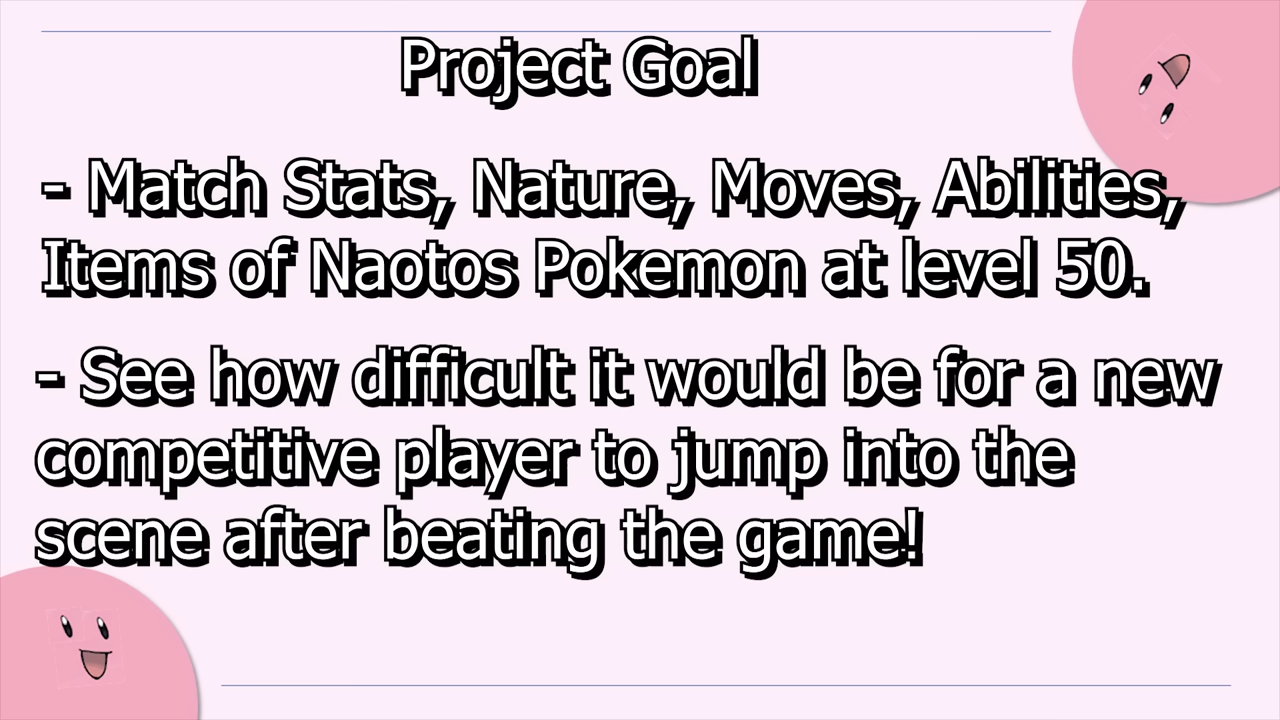 Project Goal
- Match Stats, Nature, Moves, Abilities,
Items of Naotos Pokemon at level 50.
- See how difficult it would be for a new
competitive player to jump into the
scene after beating the game!